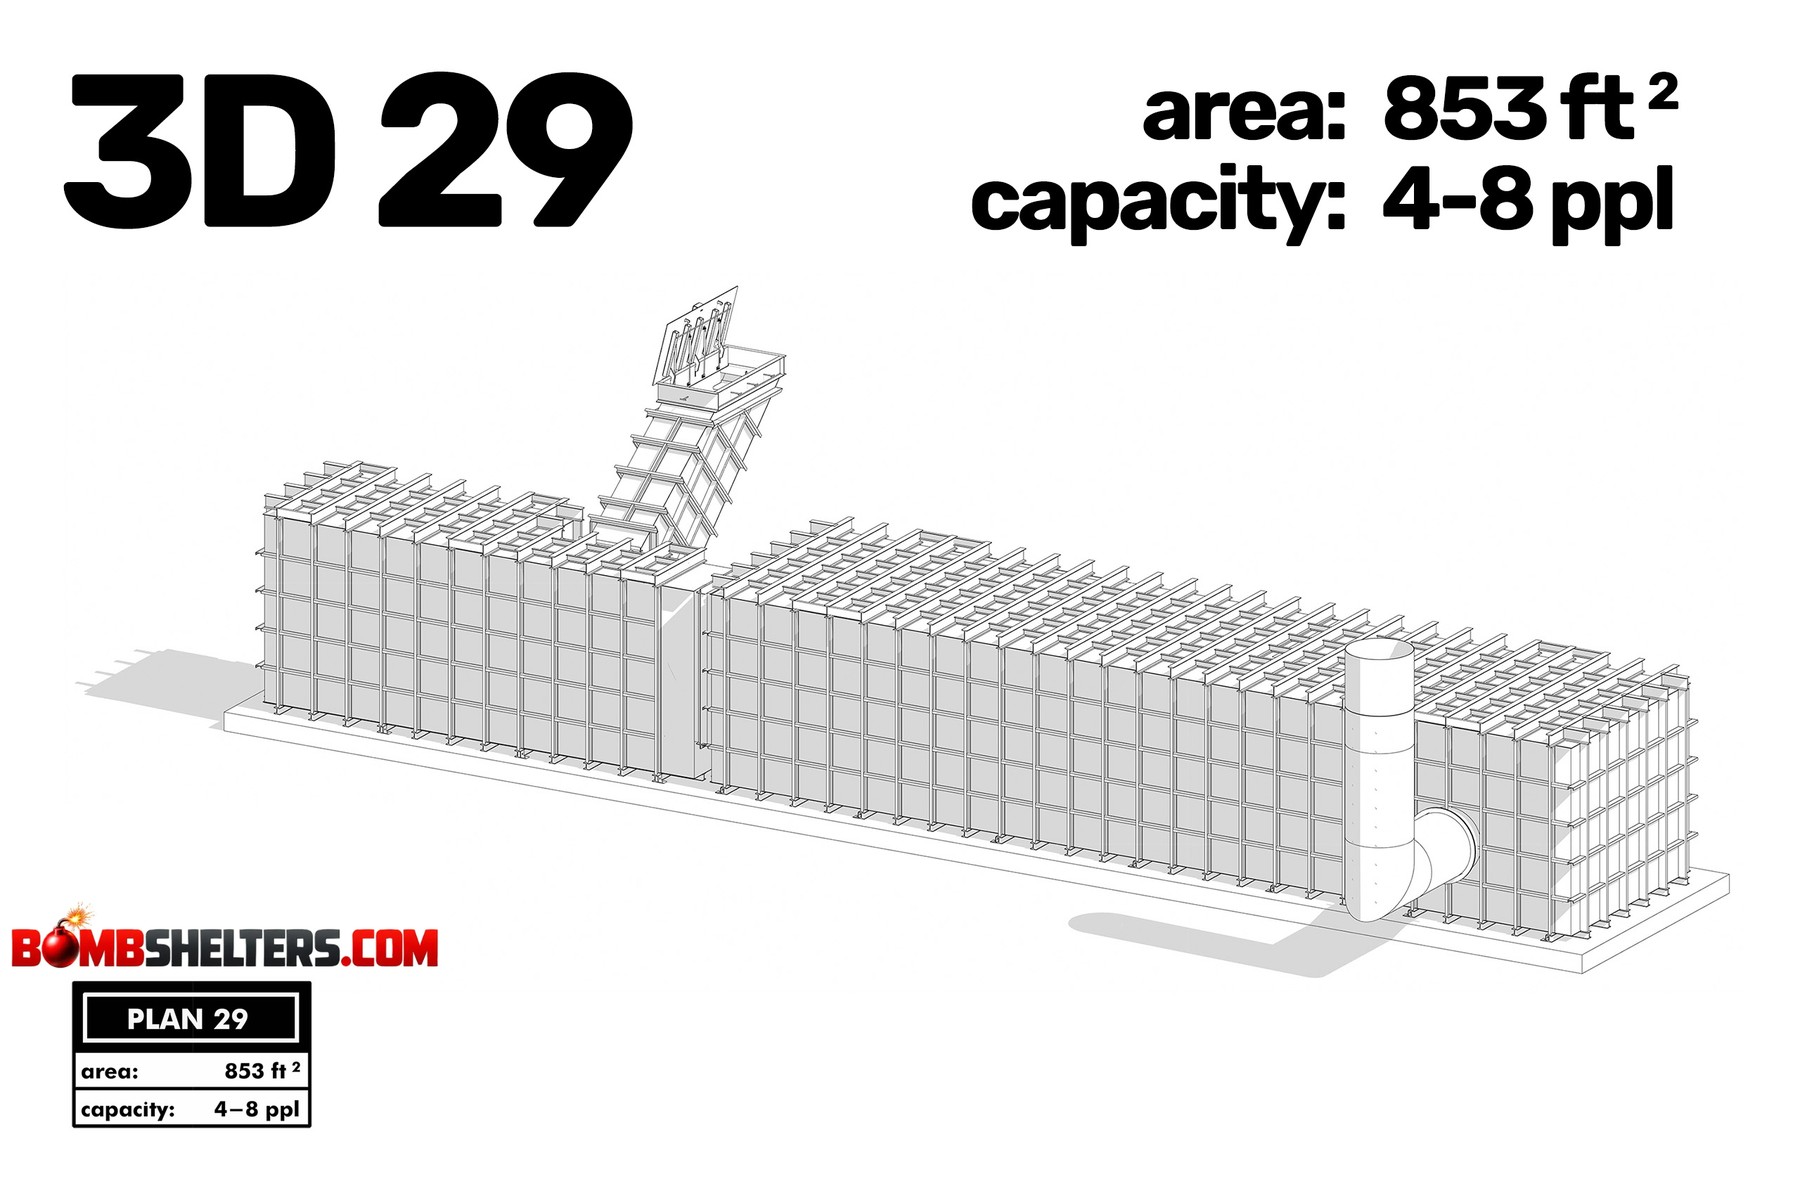 3D 29
area: 853 ft ²
capacity: 4-8 ppl
BOMBSHELTERS.COM
PLAN 29
area: 853 ft ²
capacity: 4–8 ppl